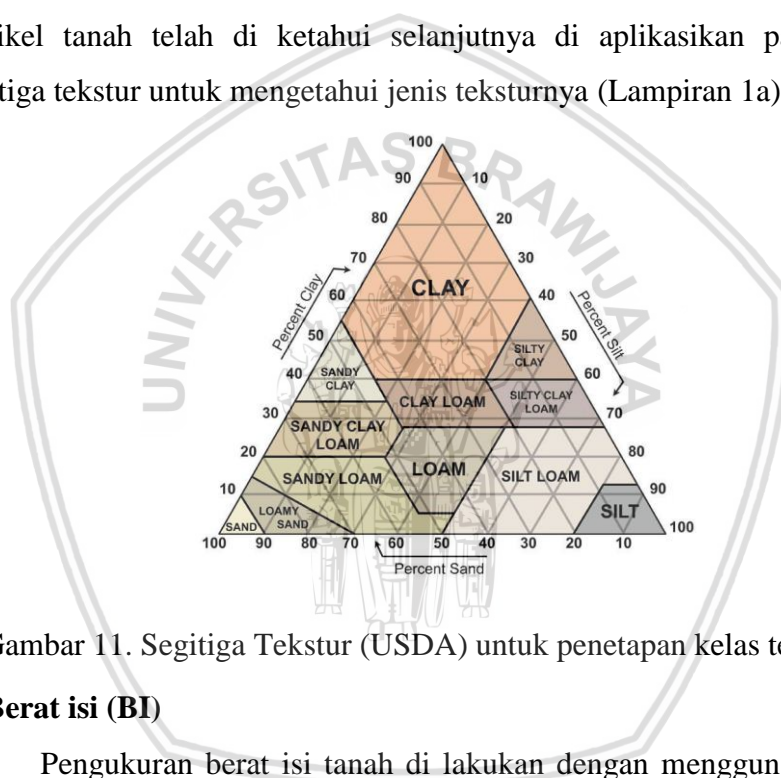 ikel tanah telah di ketahui selanjutnya di aplikasikan p
tiga tekstur untuk mengetahui jenis teksturnya (Lampiran 1a)
UNIVERSITAS BRAWIJAYA
100
90
10
80
20
70
30
Percent Clay
60
CLAY
40
Percent Silt
50
50
SILTY
CLAY
40
SANDY
CLAY
60
30
CLAY LOAM
SILTY CLAY
LOAM
70
SANDY CLAY
LOAM
20
80
SANDY LOAM
LOAM
SILT LOAM
10
90
LOAMY
SAND
SILT
SAND
100
100
90
80
70
60
50
40
30
20
10
Percent Sand
Gambar 11. Segitiga Tekstur (USDA) untuk penetapan kelas te
Berat isi (BI)
Pengukuran berat isi tanah di lakukan dengan menggun